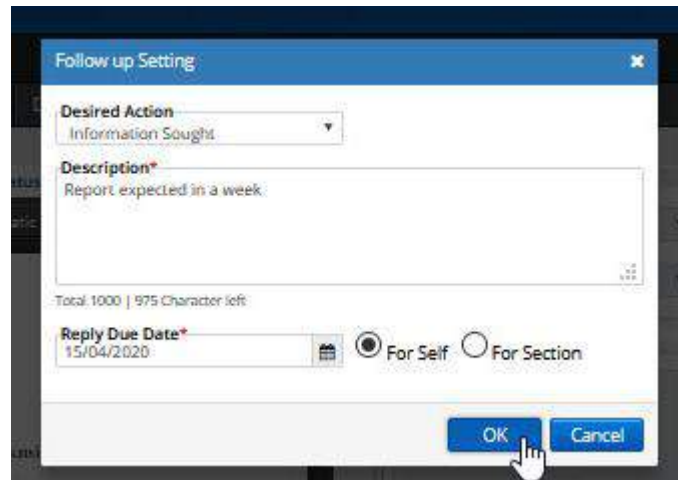 Follow up Setting
Desired Action
Information Sought
Description*
Report expected in a week
Total 1000 | 975 Character left
Reply Due Date*
15/04/2020
For Self For Section
OK Cancel